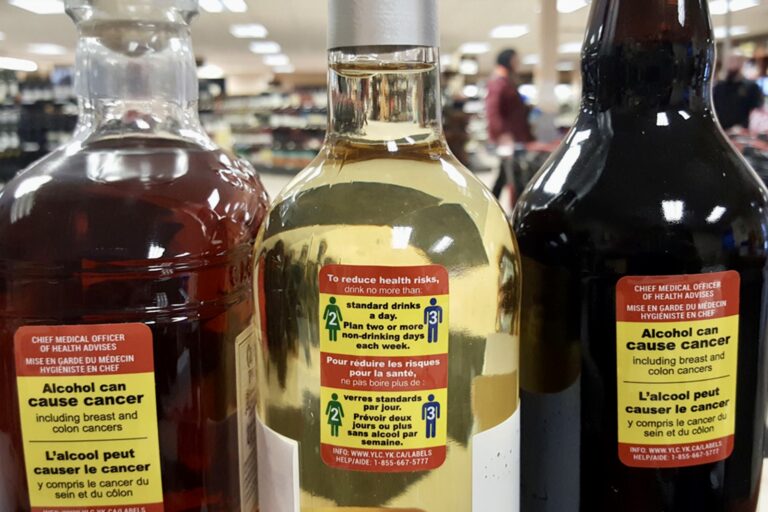 CHIEF MEDICAL OFFICER
OF HEALTH ADVISES
MISE EN GARDE DU MÉDECIN
HYGIÉNISTE EN CHEF
Alcohol can
cause cancer
including breast and
colon cancers
L'alcool peut
causer le cancer
y compris le cancer du
sein et du côlon
To reduce health risks,
drink no more than:
2 standard drinks 3
a day.
Plan two or more
non-drinking days
each week.
Pour réduire les risques
pour la santé,
ne pas boire plus de :
2 verres standards 3
par jour.
Prévoir deux
jours ou plus
sans alcool par
semaine.
INFO: WWW.YLC.YK.CA/LABELS
HELP/AIDE: 1-855-667-5777
CHIEF MEDICAL OFFICER
OF HEALTH ADVISES
MISE EN GARDE DU MÉDECIN
HYGIÉNISTE EN CHEF
Alcohol can
cause cancer
including breast and
colon cancers
L'alcool peut
causer le cancer
y compris le cancer du
sein et du côlon
INFO: WWW.YLC.YK.CA/LABELS
HELP/AIDE: 1-855-667-5777